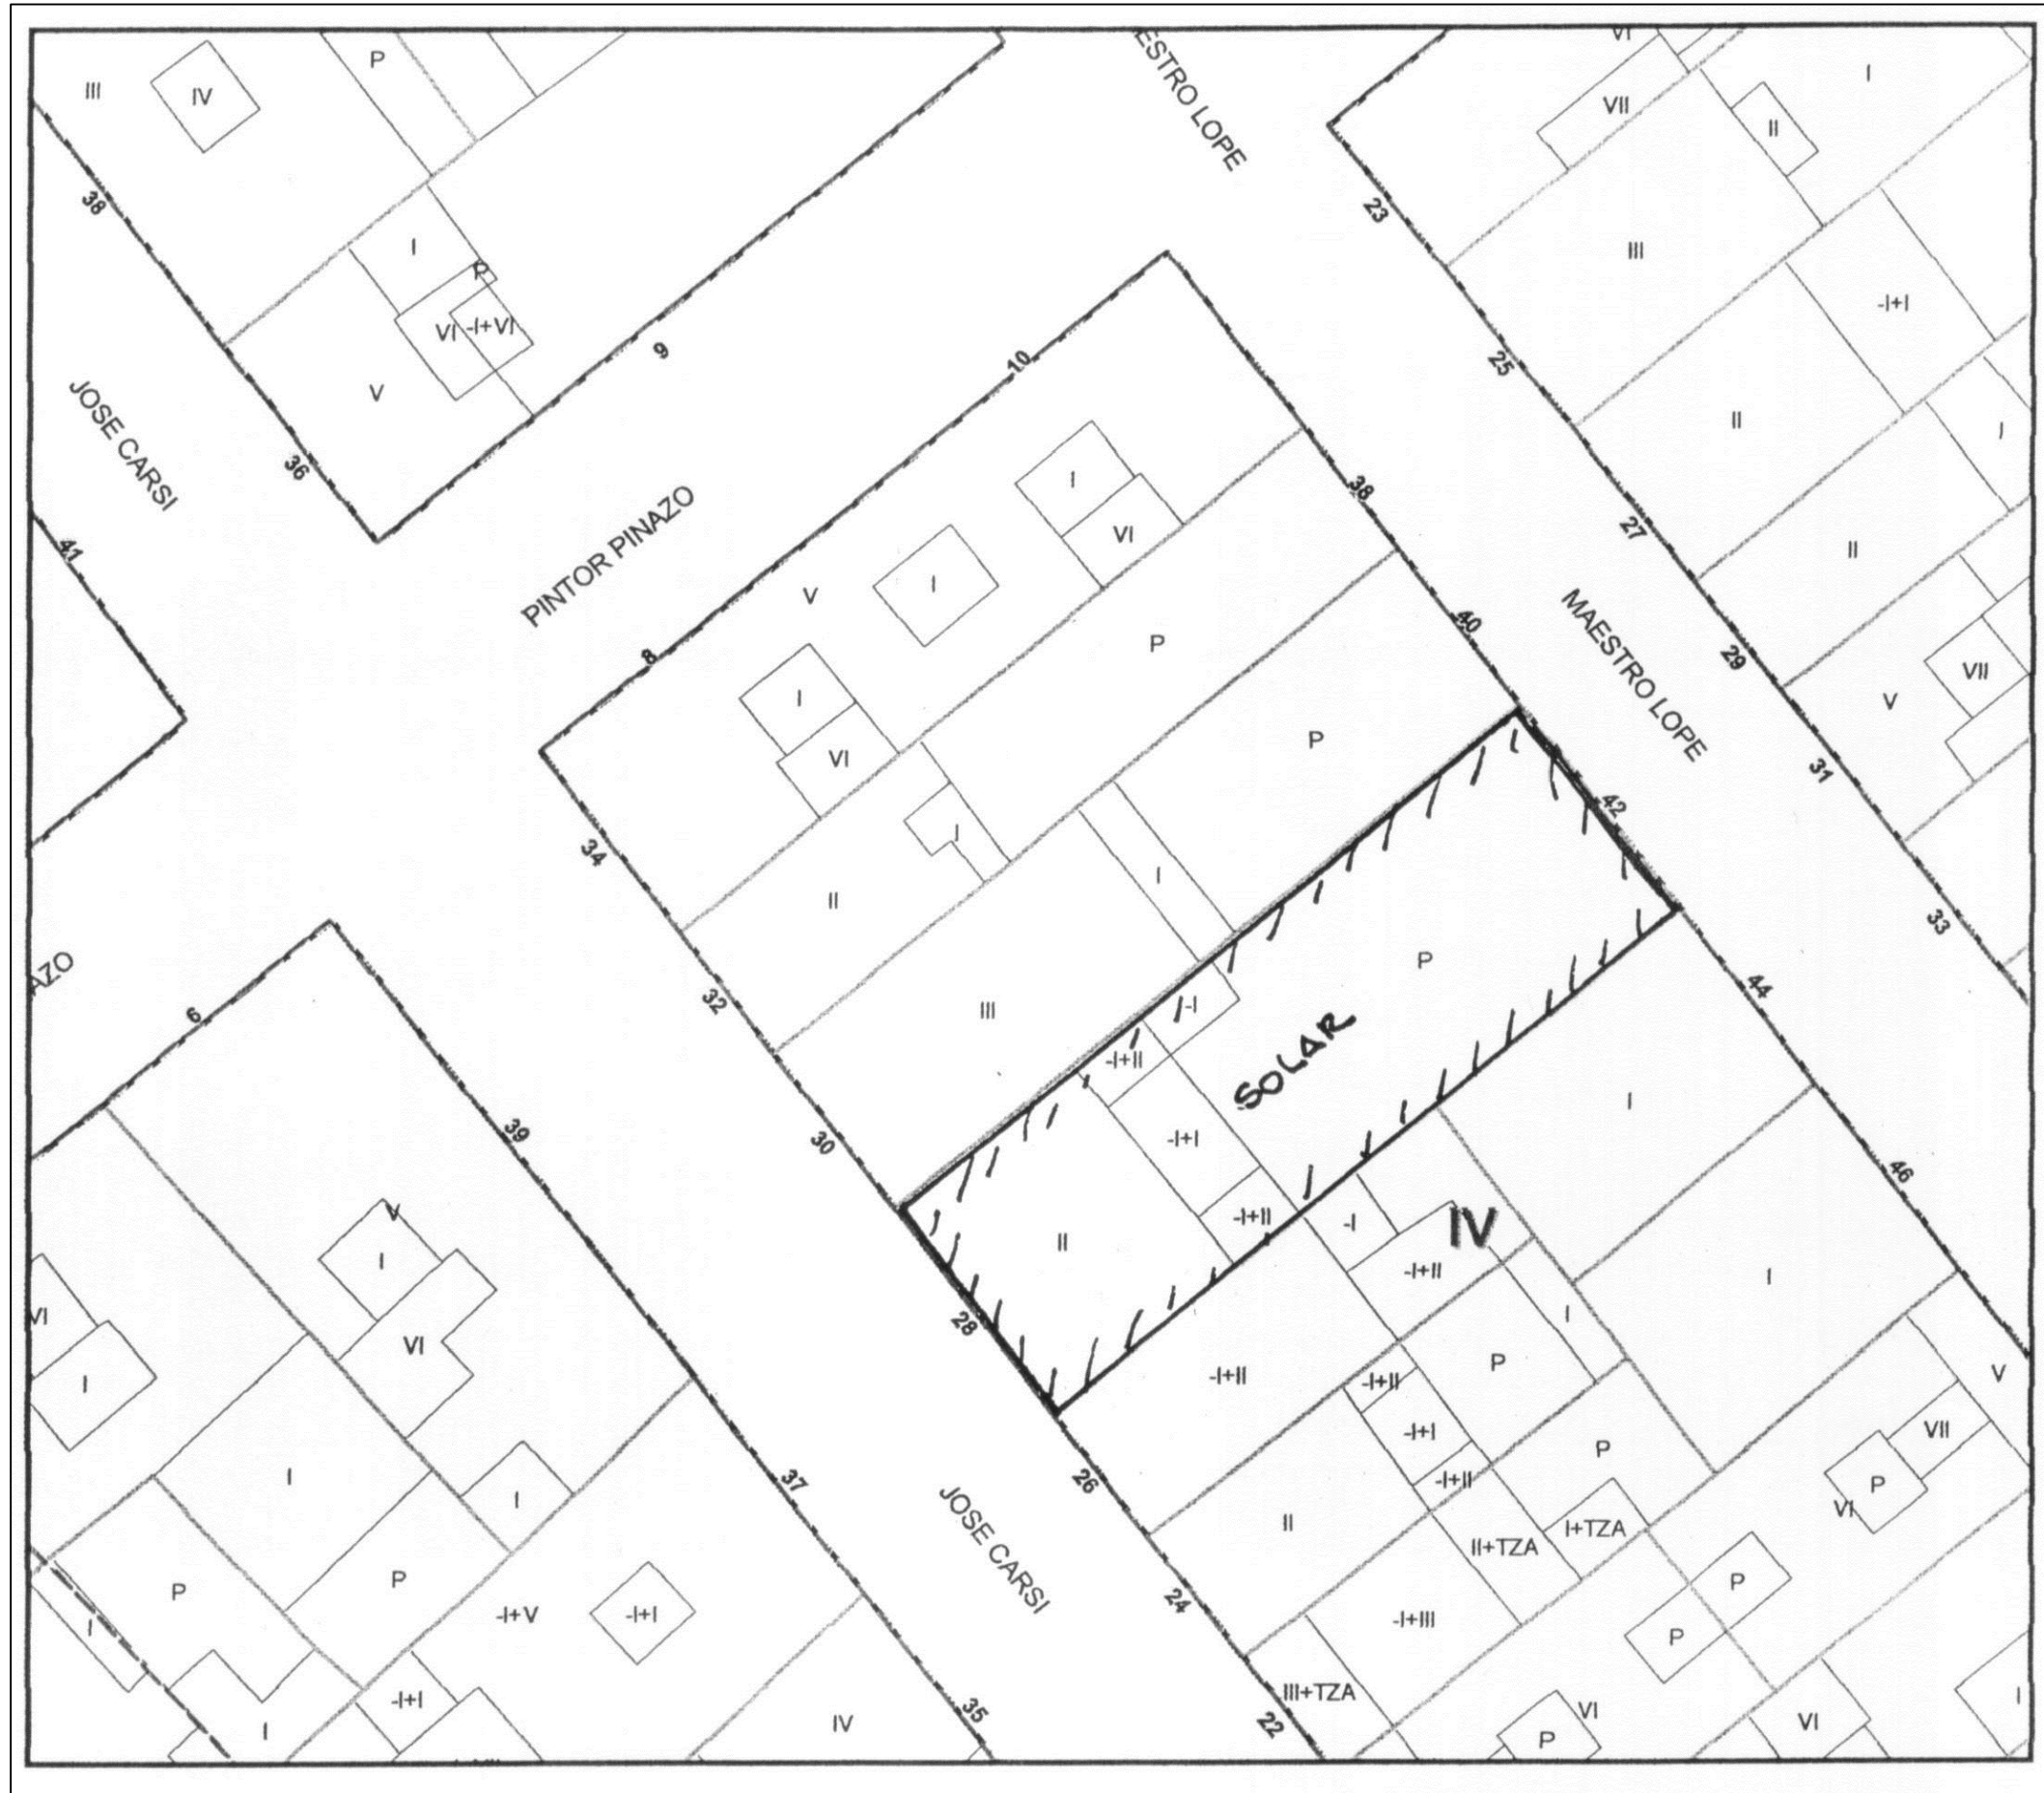 VI
P
I
III
IV
ESTRO LOPE
VII
II
38
23
I
III
P
-I+I
VI
-I+VI
9
10
25
V
JOSE CARSI
II
I
36
I
38
PINTOR PINAZO
27
VI
41
II
I
V
40
MAESTRO LOPE
P
8
29
VII
I
V
P
VI
31
42
I
34
I
II
33
P
AZO
44
32
-I
III
6
SOLAR
-I+II
I
39
30
-I+I
46
V
-I+II
-I
IV
II
I
-I+II
I
VI
I
28
VI
P
-I+II
V
I
-I+II
VII
-I+I
P
I
37
26
-I+II
P
I
VI
JOSE CARSI
II
I+TZA
II+TZA
P
P
P
24
-I+V
-I+I
-I+III
I
P
III+TZA
-I+I
I
35
VI
IV
22
VI
I
P